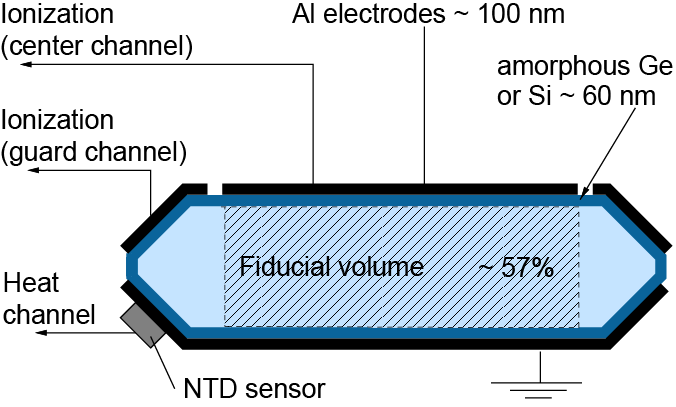 Ionization
(center channel)
Al electrodes ~ 100 nm
amorphous Ge
or Si ~ 60 nm
Ionization
(guard channel)
Fiducial volume ~ 57%
Heat
channel
NTD sensor